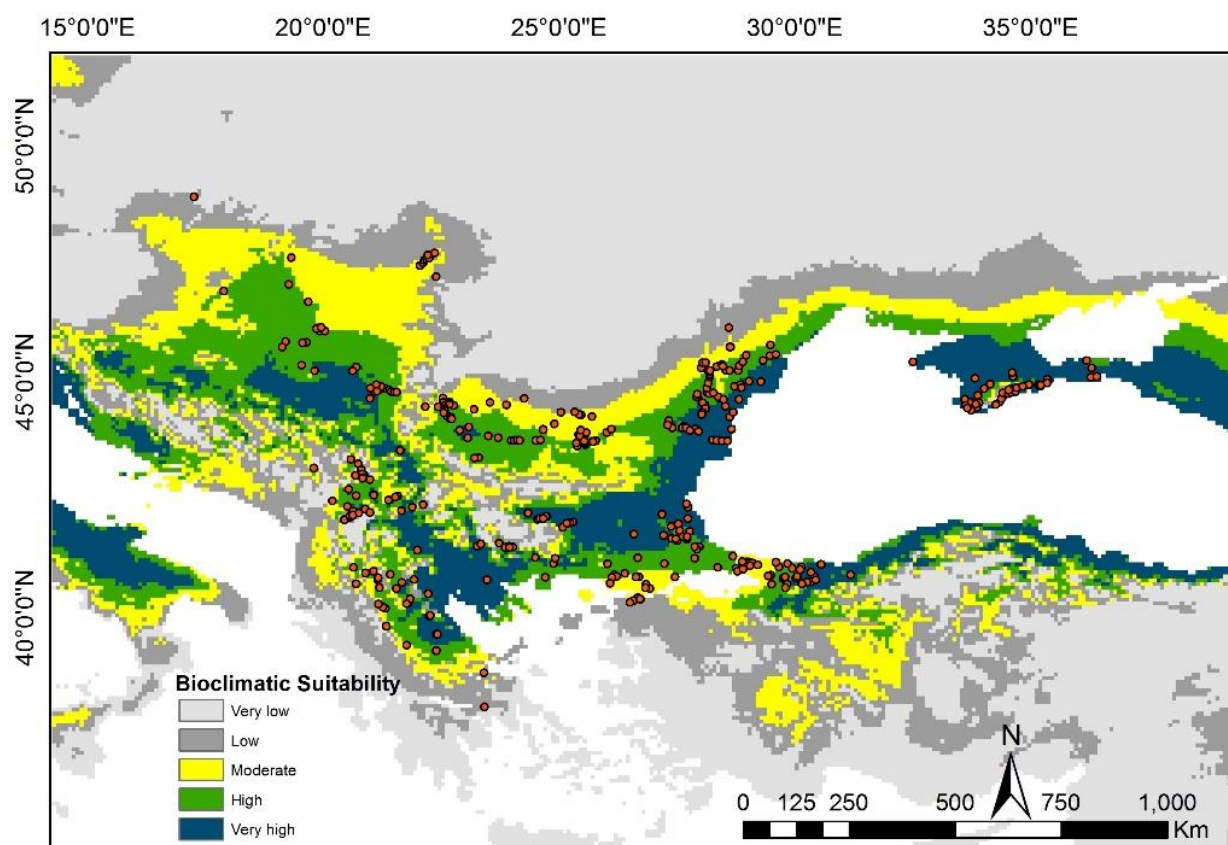 15°0'0"E 20°0'0"E 25°0'0"E 30°0'0"E 35°0'0"E
50°0'0"N
45°0'0"N
40°0'0"N
Bioclimatic Suitability
Very low
Low
Moderate
High
Very high
N
0 125 250 500 750 1,000
Km